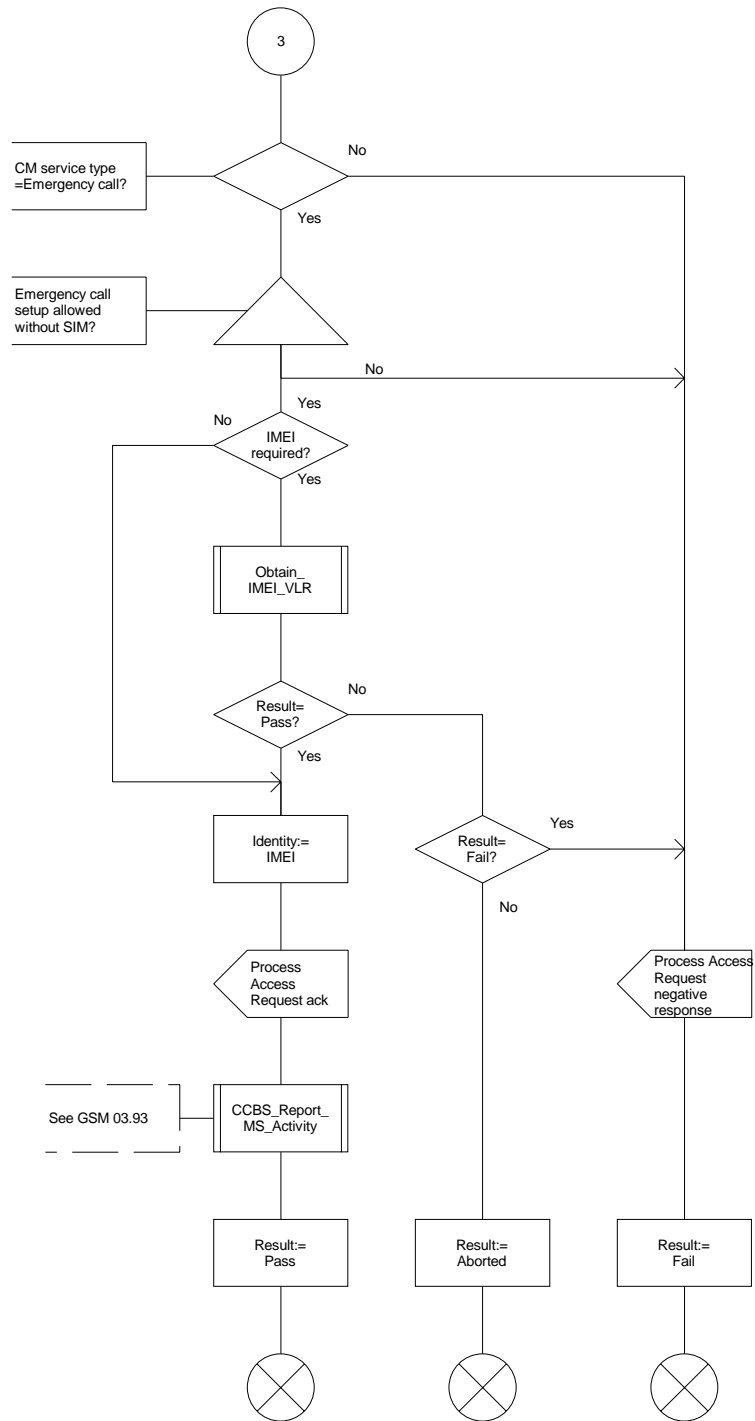 3
CM service type
=Emergency call?
No
Yes
Emergency call
setup allowed
without SIM?
No
Yes
No
IMEI
required?
Yes
Obtain_
IMEI_VLR
No
Result=
Pass?
Yes
Identity:=
IMEI
Result=
Fail?
Yes
No
Process
Access
Request ack
Process Access
Request
negative
response
See GSM 03.93
CCBS_Report_
MS_Activity
Result:=
Pass
Result:=
Aborted
Result:=
Fail